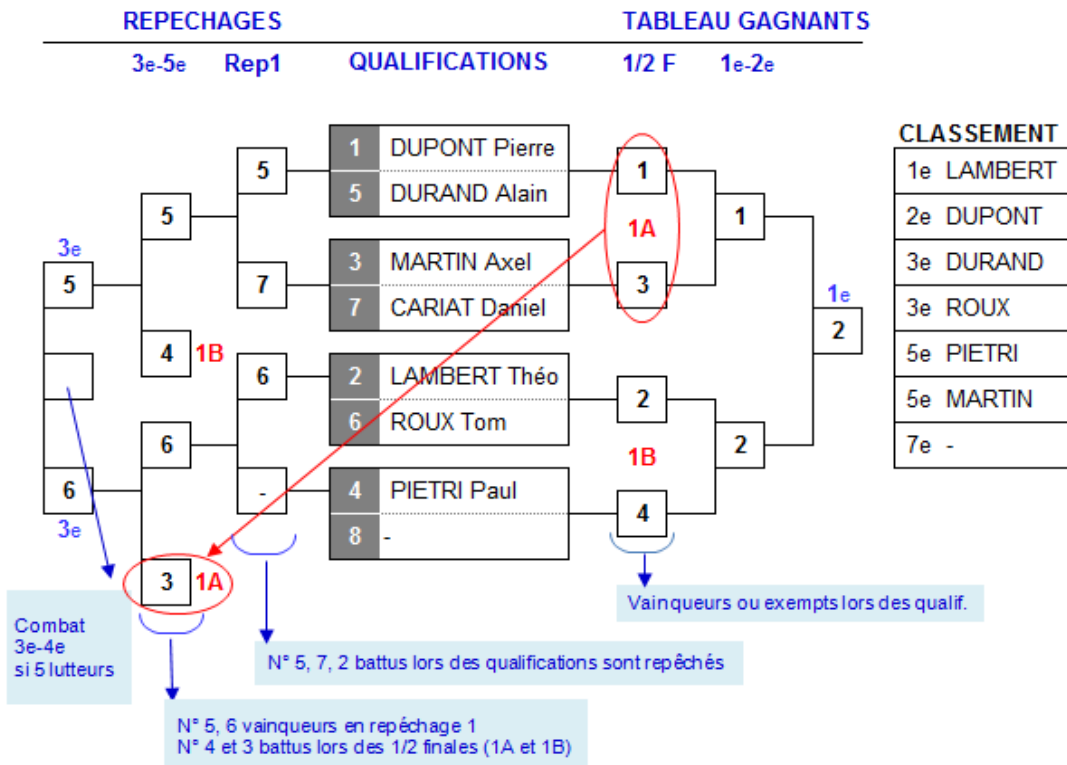 REPECHAGES TABLEAU GAGNANTS
3e-5e Rep1 QUALIFICATIONS 1/2 F 1e-2e
CLASSEMENT
1e LAMBERT
2e DUPONT
3e DURAND
3e ROUX
5e PIETRI
5e MARTIN
7e -
1 DUPONT Pierre
5 DURAND Alain
3 MARTIN Axel
7 CARIAT Daniel
2 LAMBERT Théo
6 ROUX Tom
4 PIETRI Paul
8 -
5
7
6
-
5
4 1B
6
3 1A
3e
5
6
3e
1
1A
3
2
1B
4
1
2
1e
2
Combat
3e-4e
si 5 lutteurs
Vainqueurs ou exempts lors des qualif.
N° 5, 7, 2 battus lors des qualifications sont repêchés
N° 5, 6 vainqueurs en repéchage 1
N° 4 et 3 battus lors des 1/2 finales (1A et 1B)